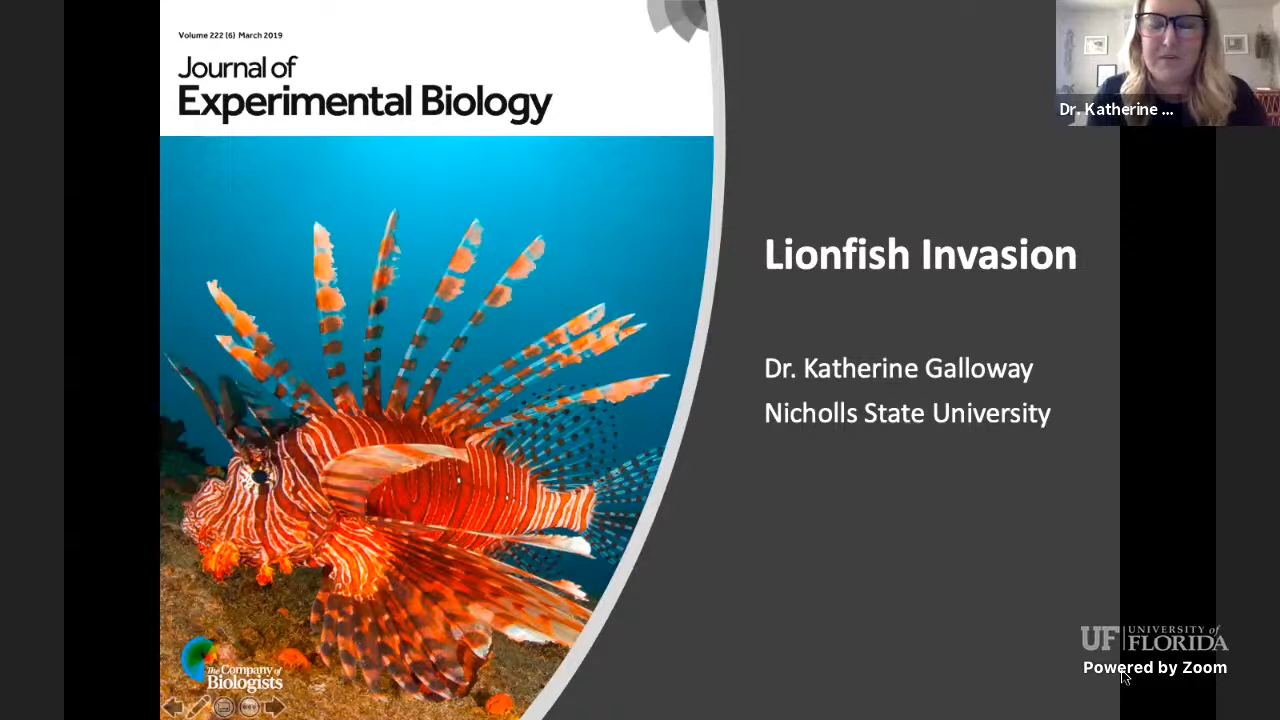 Volume 222 (6) March 2019
Journal of
Experimental Biology
Dr. Katherine ...
Lionfish Invasion
Dr. Katherine Galloway
Nicholls State University
The Company of
Biologists
UF UNIVERSITY of
FLORIDA
Powered by Zoom